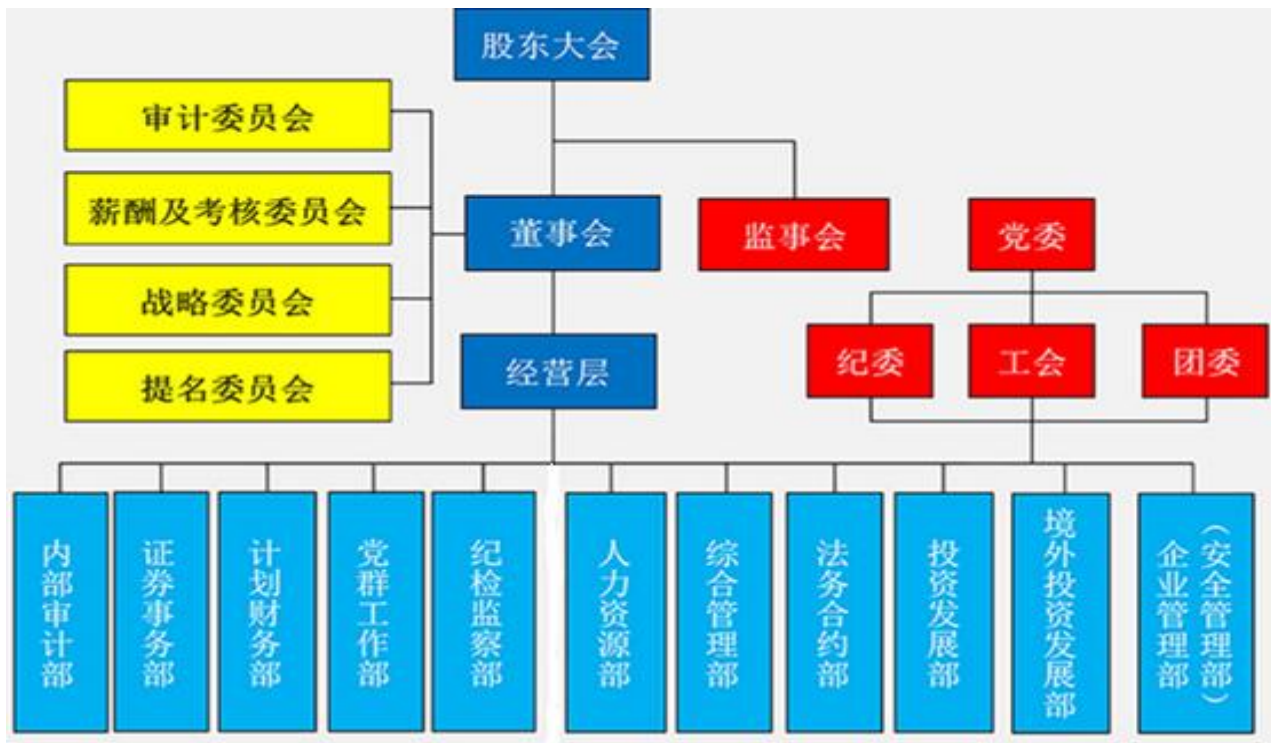 股东大会
审计委员会
薪酬及考核委员会
战略委员会
提名委员会
董事会
监事会
党委
经营层
纪委
工会
团委
内部审计部
证券事务部
计划财务部
党群工作部
纪检监察部
人力资源部
综合管理部
法务合约部
投资发展部
境外投资发展部
企业管理部
（安全管理部）